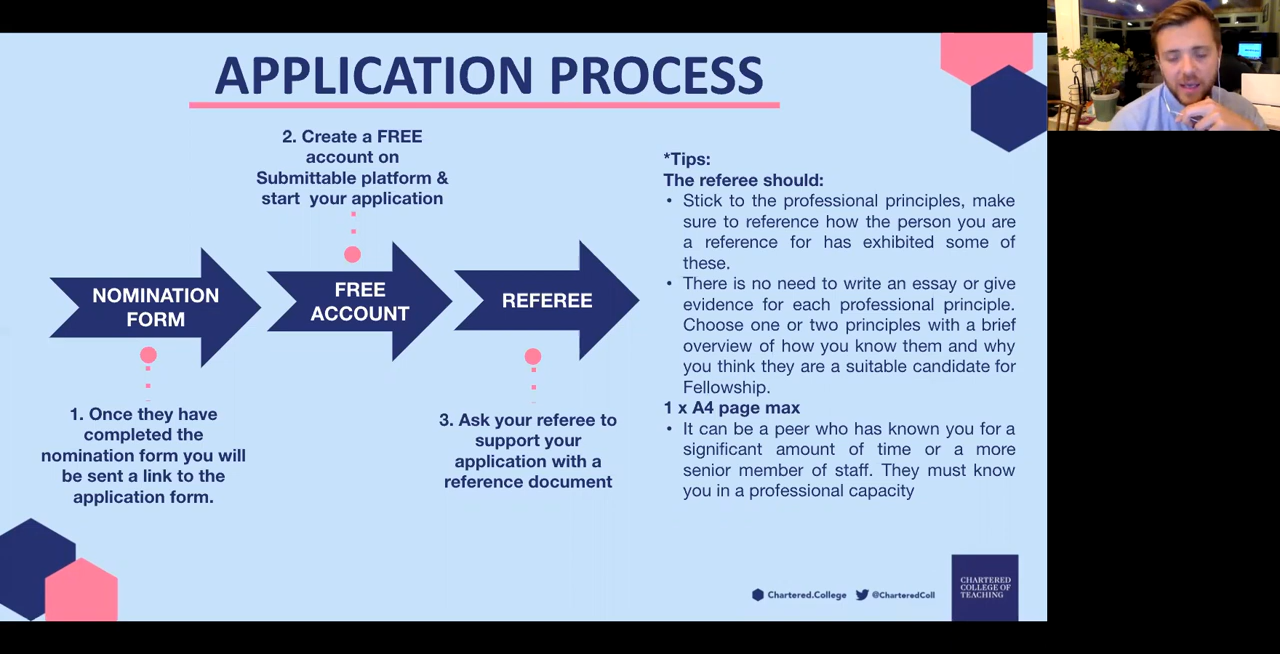 APPLICATION PROCESS
2. Create a FREE
account on
Submittable platform &
start your application
NOMINATION
FORM
FREE
ACCOUNT
REFEREE
1. Once they have
completed the
nomination form you will
be sent a link to the
application form.
3. Ask your referee to
support your
application with a
reference document
*Tips:
The referee should:
• Stick to the professional principles, make
sure to reference how the person you are
a reference for has exhibited some of
these.
• There is no need to write an essay or give
evidence for each professional principle.
Choose one or two principles with a brief
overview of how you know them and why
you think they are a suitable candidate for
Fellowship.
1 x A4 page max
• It can be a peer who has known you for a
significant amount of time or a more
senior member of staff. They must know
you in a professional capacity
Chartered.College @CharteredColl
CHARTERED
COLLEGE OF
TEACHING